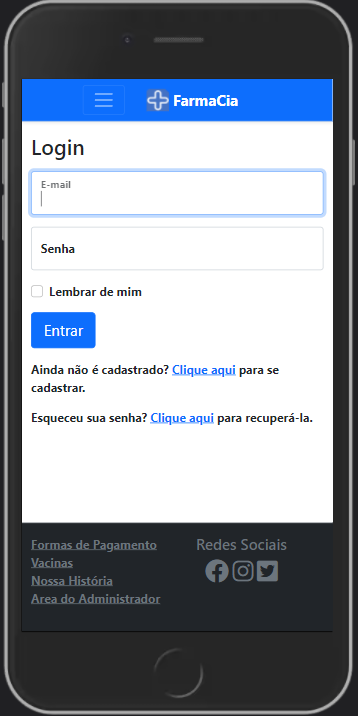 FarmaCia
Login
E-mail
Senha
Lembrar de mim
Entrar
Ainda não é cadastrado? Clique aqui para se
cadastrar.
Esqueceu sua senha? Clique aqui para recuperá-la.
Formas de Pagamento
Vacinas
Nossa História
Area do Administrador
Redes Sociais